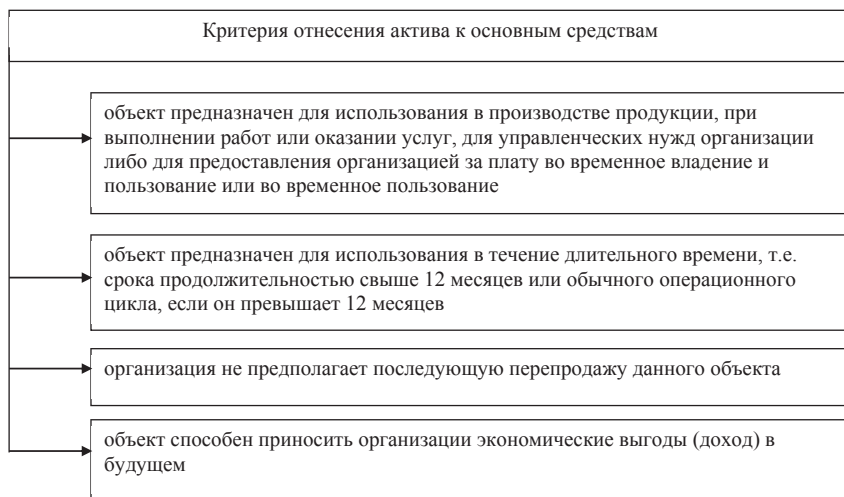 Критерия отнесения актива к основным средствам
объект предназначен для использования в производстве продукции, при
выполнении работ или оказании услуг, для управленческих нужд организации
либо для предоставления организацией за плату во временное владение и
пользование или во временное пользование
объект предназначен для использования в течение длительного времени, т.е.
срока продолжительностью свыше 12 месяцев или обычного операционного
цикла, если он превышает 12 месяцев
организация не предполагает последующую перепродажу данного объекта
объект способен приносить организации экономические выгоды (доход) в
будущем